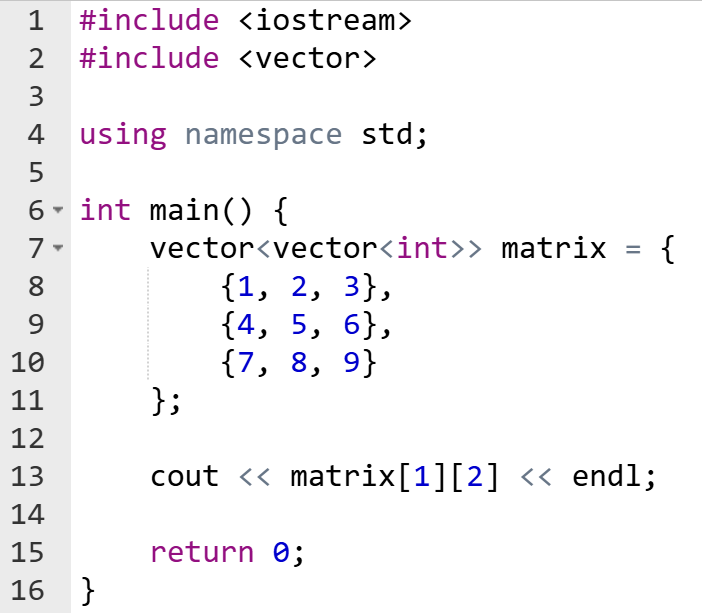 1 #include <iostream>
2 #include <vector>
3
4 using namespace std;
5
6 int main() {
7     vector<vector<int>> matrix = {
8         {1, 2, 3},
9         {4, 5, 6},
10         {7, 8, 9}
11     };
12
13     cout << matrix[1][2] << endl;
14
15     return 0;
16 }